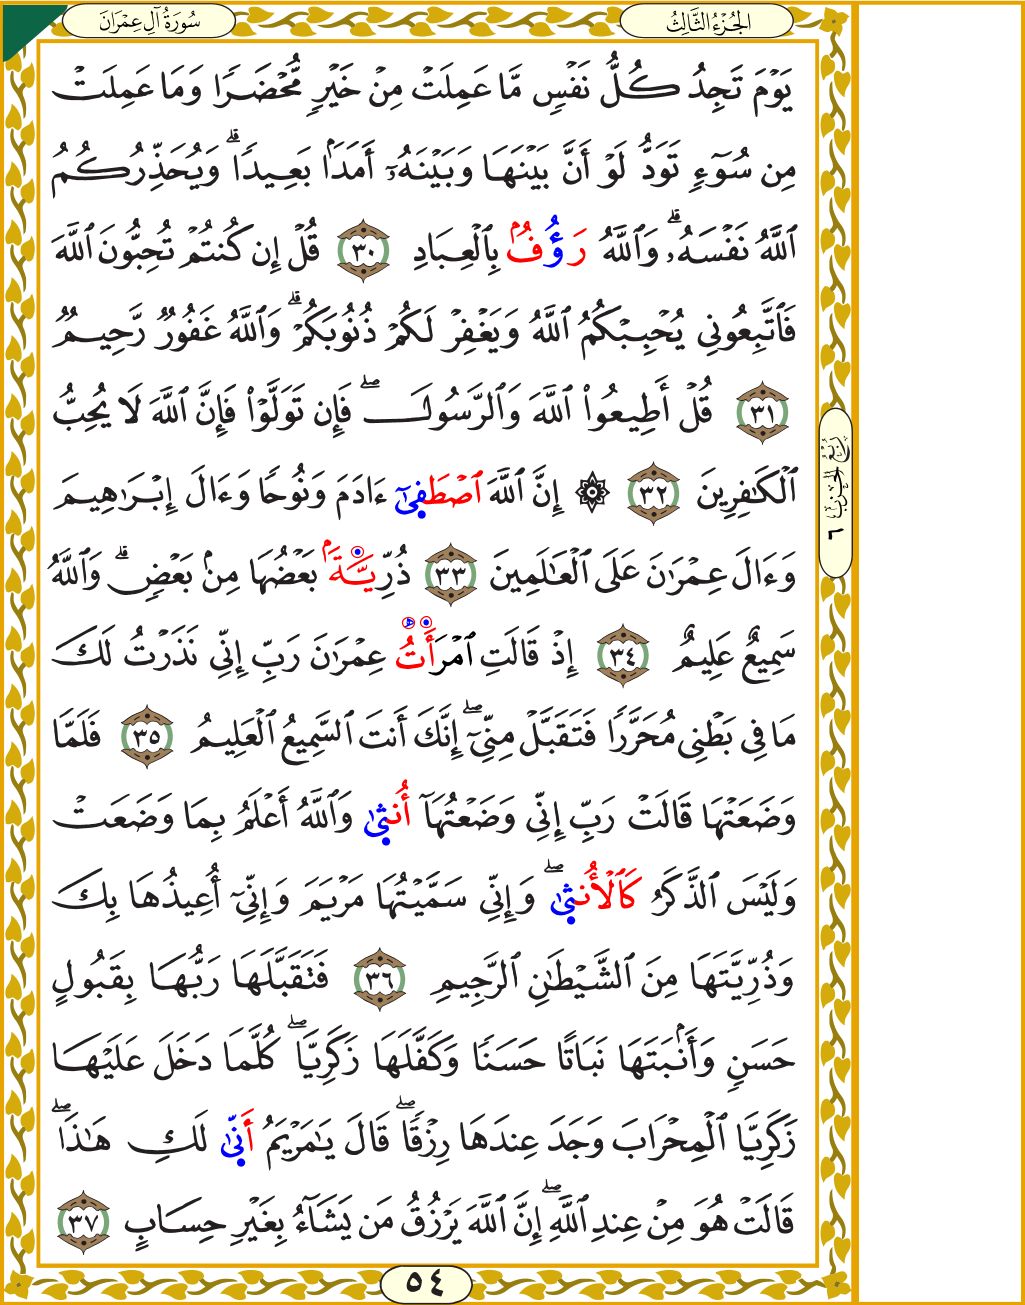 الجُزْءُ الثَّالِثُ
سُورَةُ آلِ عِمْرَانَ
يَوْمَ تَجِدُ كُلُّ نَفْسٍ مَّا عَمِلَتْ مِنْ خَيْرٍ مُّحْضَرًا وَمَا عَمِلَتْ
مِن سُوٓءٍ تَوَدُّ لَوْ أَنَّ بَيْنَهَا وَبَيْنَهُۥٓ أَمَدَۢا بَعِيدًاۗ وَيُحَذِّرُكُمُ
ٱللَّهُ نَفْسَهُۥۗ وَٱللَّهُ رَؤُفُۢ بِٱلْعِبَادِ ٣٠ قُلْ إِن كُنتُمْ تُحِبُّونَ ٱللَّهَ
فَٱتَّبِعُونِي يُحْبِبْكُمُ ٱللَّهُ وَيَغْفِرْ لَكُمْ ذُنُوبَكُمْۗ وَٱللَّهُ غَفُورٌ رَّحِيمٌ
٣١ قُلْ أَطِيعُوا۟ ٱللَّهَ وَٱلرَّسُولَۖ فَإِن تَوَلَّوْا۟ فَإِنَّ ٱللَّهَ لَا يُحِبُّ
ٱلْكَٰفِرِينَ ٣٢ ۞ إِنَّ ٱللَّهَ ٱصْطَفَىٰٓ ءَادَمَ وَنُوحًا وَءَالَ إِبْرَٰهِيمَ
وَءَالَ عِمْرَٰنَ عَلَى ٱلْعَٰلَمِينَ ٣٣ ذُرِّيَّةَۢ بَعْضُهَا مِنۢ بَعْضٍۗ وَٱللَّهُ
سَمِيعٌ عَلِيمٌ ٣٤ إِذْ قَالَتِ ٱمْرَأَتُ عِمْرَٰنَ رَبِّ إِنِّي نَذَرْتُ لَكَ
مَا فِي بَطْنِي مُحَرَّرًا فَتَقَبَّلْ مِنِّيٓۖ إِنَّكَ أَنتَ ٱلسَّمِيعُ ٱلْعَلِيمُ ٣٥ فَلَمَّا
وَضَعَتْهَا قَالَتْ رَبِّ إِنِّي وَضَعْتُهَآ أُنثَىٰ وَٱللَّهُ أَعْلَمُ بِمَا وَضَعَتْ
وَلَيْسَ ٱلذَّكَرُ كَٱلْأُنثَىٰۖ وَإِنِّي سَمَّيْتُهَا مَرْيَمَ وَإِنِّيٓ أُعِيذُهَا بِكَ
وَذُرِّيَّتَهَا مِنَ ٱلشَّيْطَٰنِ ٱلرَّجِيمِ ٣٦ فَتَقَبَّلَهَا رَبُّهَا بِقَبُولٍ
حَسَنٍ وَأَنۢبَتَهَا نَبَاتًا حَسَنًا وَكَفَّلَهَا زَكَرِيَّاۖ كُلَّمَا دَخَلَ عَلَيْهَا
زَكَرِيَّا ٱلْمِحْرَابَ وَجَدَ عِندَهَا رِزْقًاۖ قَالَ يَٰمَرْيَمُ أَنَّىٰ لَكِ هَٰذَاۖ
قَالَتْ هُوَ مِنْ عِندِ ٱللَّهِۖ إِنَّ ٱللَّهَ يَرْزُقُ مَن يَشَآءُ بِغَيْرِ حِسَابٍ ٣٧
رُبْعُ الْحِزْبِ ٦
٥٤